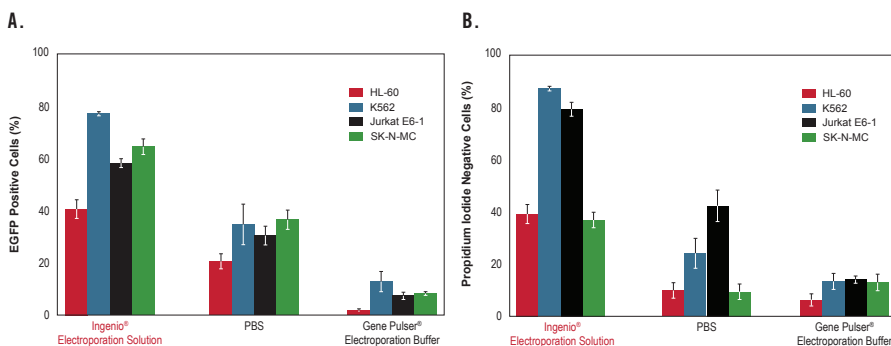 A.
EGFP Positive Cells (%)
100
80
60
40
20
0
HL-60
K562
Jurkat E6-1
SK-N-MC
Ingenio®
Electroporation Solution
PBS
Gene Pulser®
Electroporation Buffer
B.
Propidium Iodide Negative Cells (%)
100
80
60
40
20
0
HL-60
K562
Jurkat E6-1
SK-N-MC
Ingenio®
Electroporation Solution
PBS
Gene Pulser®
Electroporation Buffer